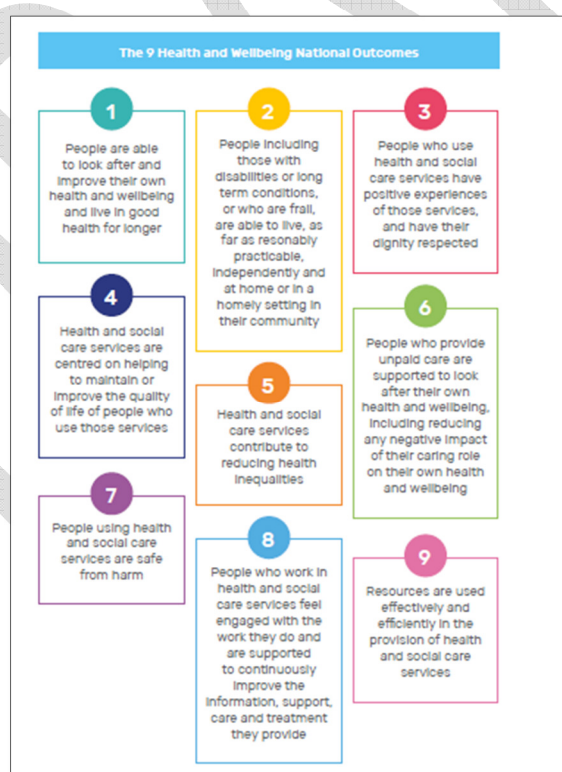 The 9 Health and Wellbeing National Outcomes
1
People are able
to look after and
improve their own
health and wellbeing
and live in good
health for longer
2
People including
those with
disabilities or long
term conditions,
or who are frail,
are able to live, as
far as resonably
practicable,
independently and
at home or in a
homely setting in
their community
3
People who use
health and social
care services have
positive experiences
of those services,
and have their
dignity respected
4
Health and social
care services are
centred on helping
to maintain or
improve the quality
of life of people who
use those services
5
Health and social
care services
contribute to
reducing health
inequalities
6
People who provide
unpaid care are
supported to look
after their own
health and wellbeing,
including reducing
any negative impact
of their caring role
on their own health
and wellbeing
7
People using health
and social care
services are safe
from harm
8
People who work in
health and social
care services feel
engaged with the
work they do and
are supported
to continuously
improve the
information, support,
care and treatment
they provide
9
Resources are used
effectively and
efficiently in the
provision of health
and social care
services